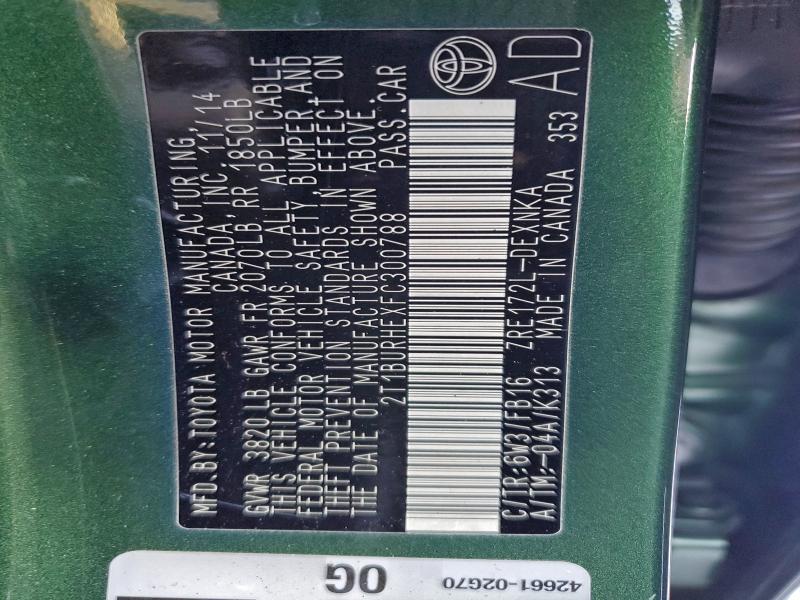 MFD. BY: TOYOTA MOTOR MANUFACTURING,
CANADA, INC. 11/14
GVWR 3820LB GAWR FR 2070LB, RR 1850LB
THIS VEHICLE CONFORMS TO ALL APPLICABLE
FEDERAL MOTOR VEHICLE SAFETY, BUMPER, AND
THEFT PREVENTION STANDARDS IN EFFECT ON
THE DATE OF MANUFACTURE SHOWN ABOVE.
2T1BURHEXFC300788 PASS. CAR
C/TR:6W3/FB16 ZRE172L-DEXNKA
A/TM:-04A/K313 MADE IN CANADA 353
AD
OG
42661-02G70